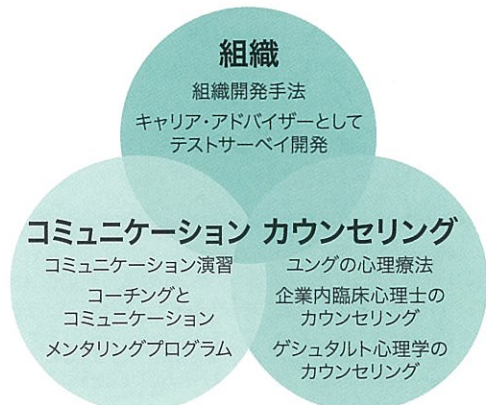 組織
組織開発手法
キャリア・アドバイザーとして
テストサーベイ開発
コミュニケーション
コミュニケーション演習
コーチングと
コミュニケーション
メンタリングプログラム
カウンセリング
ユングの心理療法
企業内臨床心理士の
カウンセリング
ゲシュタルト心理学の
カウンセリング